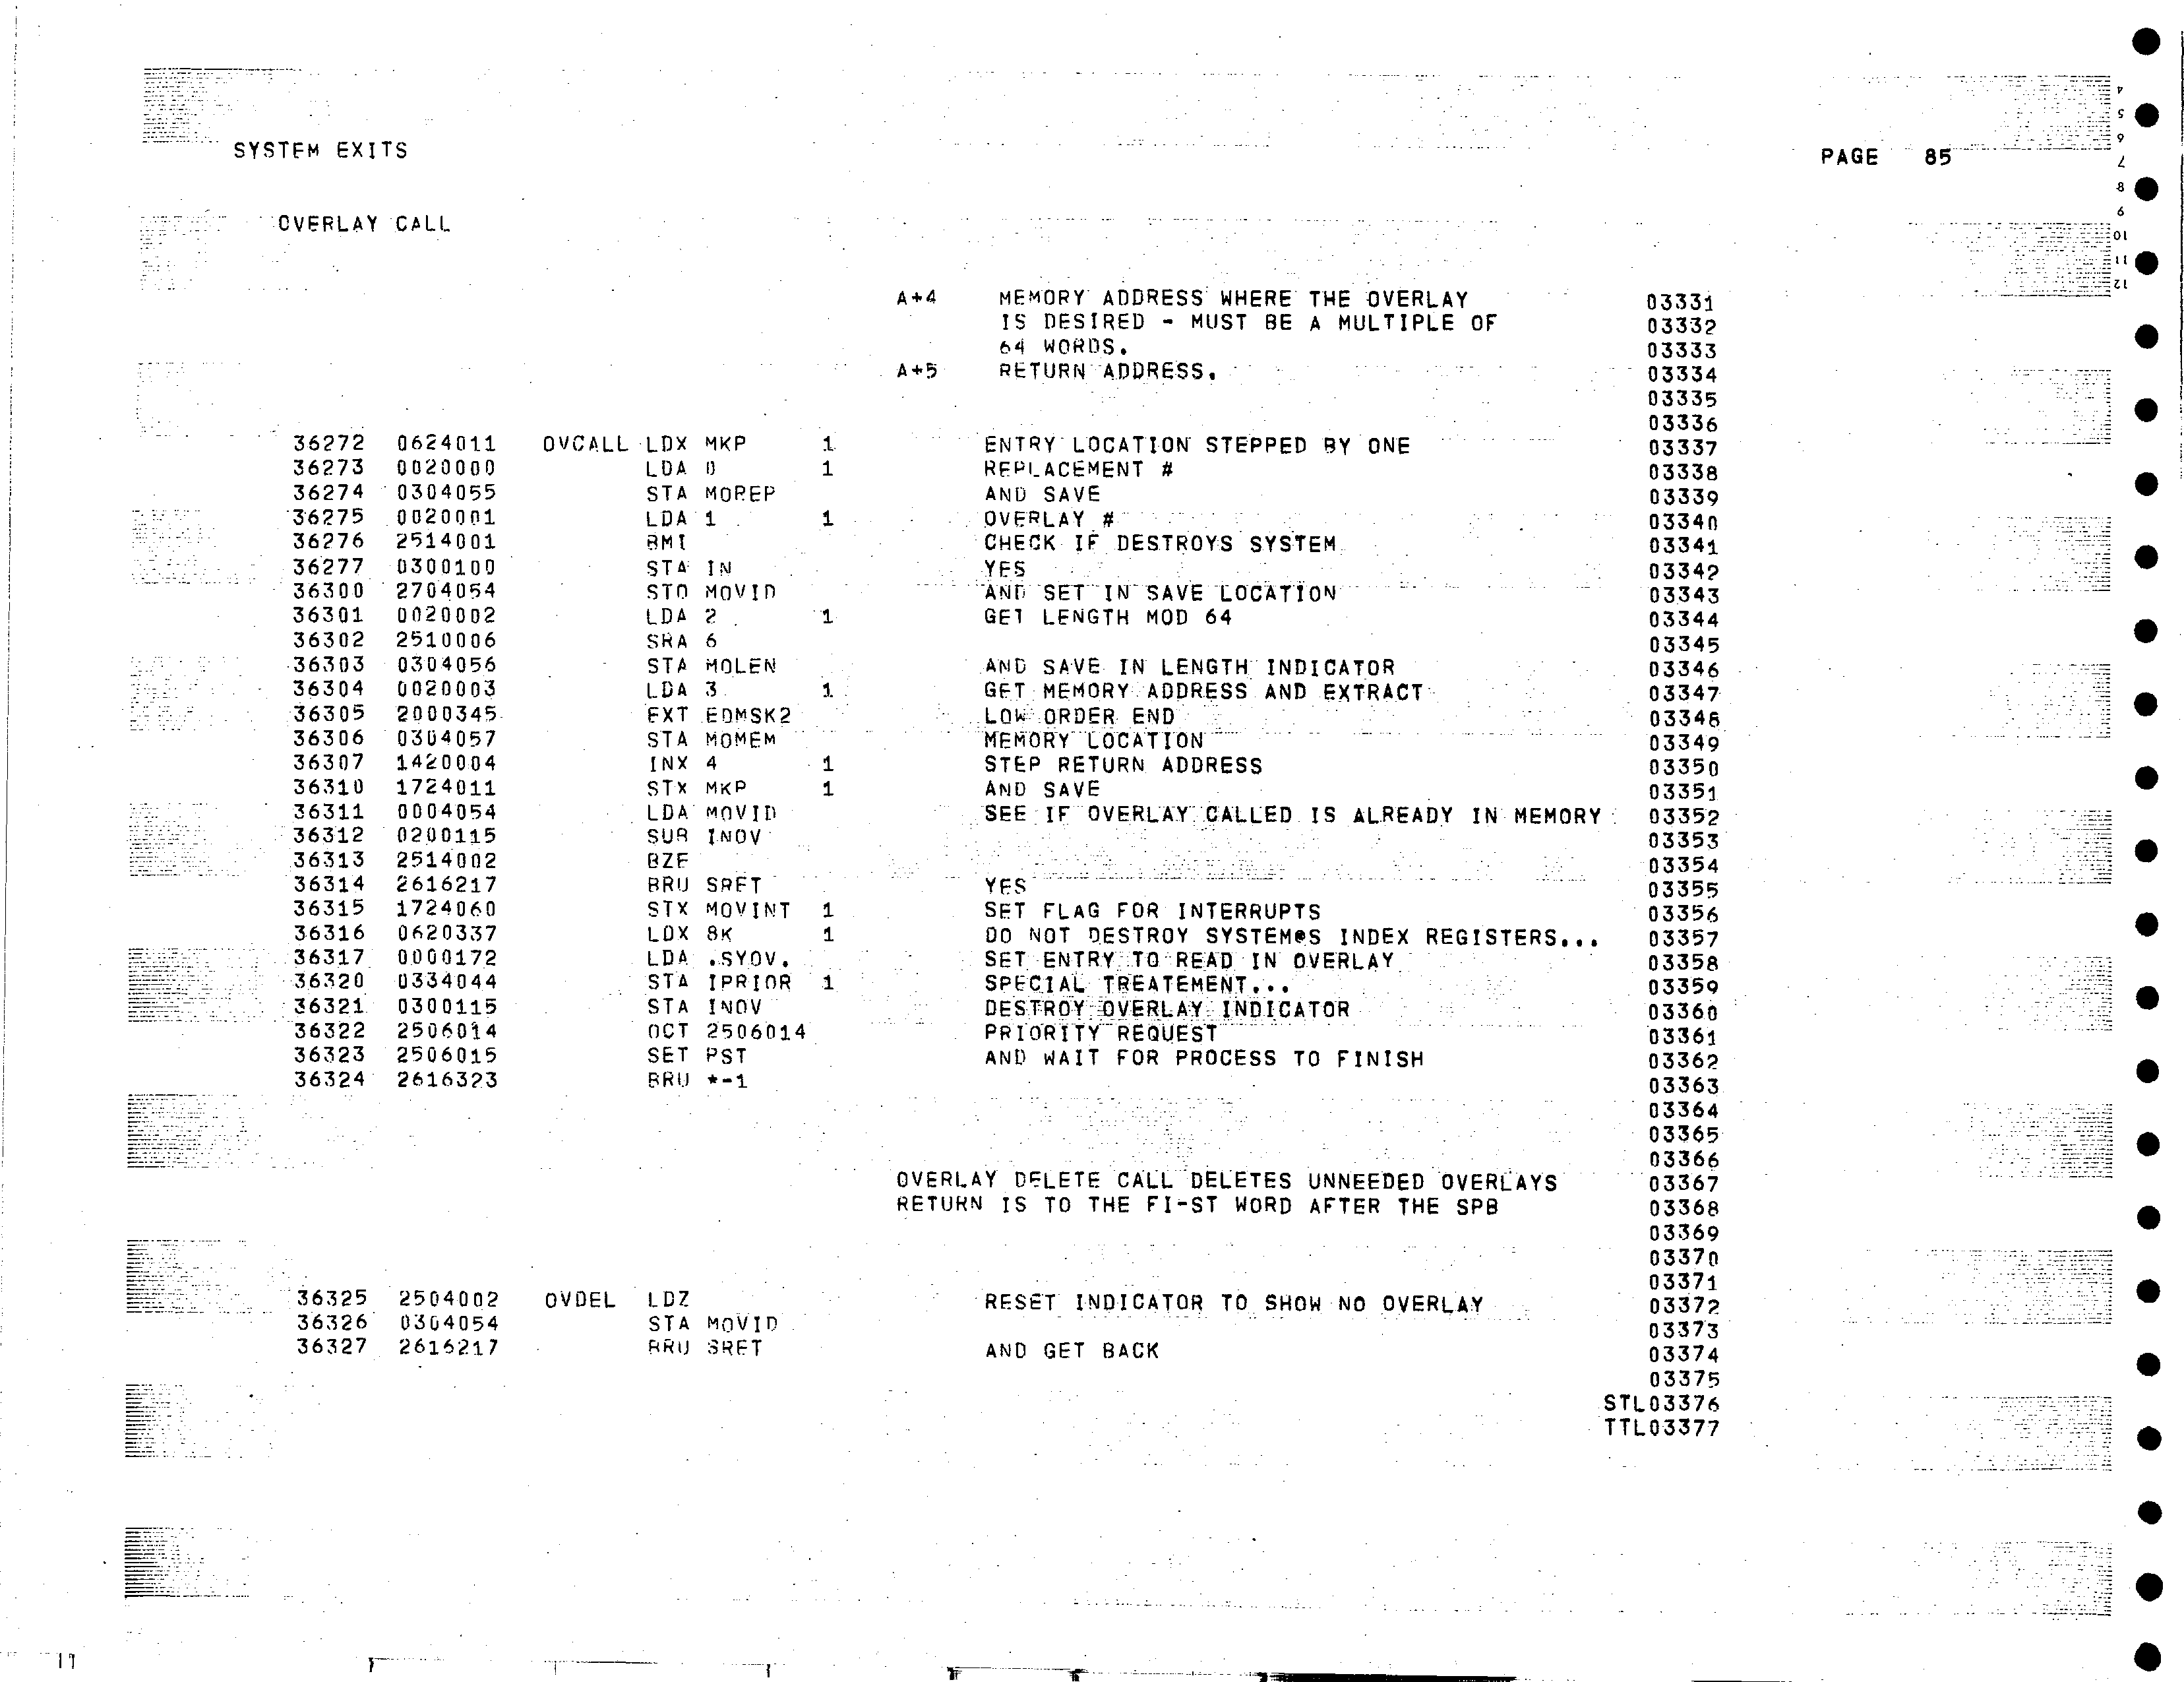 SYSTEM EXITS PAGE 85
OVERLAY CALL
A+4 MEMORY ADDRESS WHERE THE OVERLAY 03331
IS DESIRED - MUST BE A MULTIPLE OF 03332
64 WORDS. 03333
A+5 RETURN ADDRESS. 03334
03335
03336
36272 0624011 OVCALL LDX MKP 1 ENTRY LOCATION STEPPED BY ONE 03337
36273 0020000 LDA 0 1 REPLACEMENT # 03338
36274 0304055 STA MOREP AND SAVE 03339
36275 0020001 LDA 1 1 OVERLAY # 03340
36276 2514001 BMI CHECK IF DESTROYS SYSTEM 03341
36277 0300100 STA IN YES 03342
36300 2704054 STO MOVID AND SET IN SAVE LOCATION 03343
36301 0020002 LDA 2 1 GET LENGTH MOD 64 03344
36302 2510006 SRA 6 03345
36303 0304056 STA MOLEN AND SAVE IN LENGTH INDICATOR 03346
36304 0020003 LDA 3 1 GET MEMORY ADDRESS AND EXTRACT 03347
36305 2000345 EXT EDMSK2 LOW ORDER END 03348
36306 0304057 STA MOMEM MEMORY LOCATION 03349
36307 1420004 INX 4 1 STEP RETURN ADDRESS 03350
36310 1724011 STX MKP 1 AND SAVE 03351
36311 0004054 LDA MOVID SEE IF OVERLAY CALLED IS ALREADY IN MEMORY 03352
36312 0200115 SUB INOV 03353
36313 2514002 BZE 03354
36314 2616217 BRU SRET YES 03355
36315 1724060 STX MOVINT 1 SET FLAG FOR INTERRUPTS 03356
36316 0620337 LDX 8K 1 DO NOT DESTROY SYSTEM@S INDEX REGISTERS... 03357
36317 0000172 LDA .SYOV. SET ENTRY TO READ IN OVERLAY 03358
36320 0334044 STA IPRIOR 1 SPECIAL TREATEMENT... 03359
36321 0300115 STA INOV DESTROY OVERLAY INDICATOR 03360
36322 2506014 OCT 2506014 PRIORITY REQUEST 03361
36323 2506015 SET PST AND WAIT FOR PROCESS TO FINISH 03362
36324 2616323 BRU *-1 03363
03364
03365
03366
OVERLAY DELETE CALL DELETES UNNEEDED OVERLAYS 03367
RETURN IS TO THE FI-ST WORD AFTER THE SPB 03368
03369
03370
03371
36325 2504002 OVDEL LDZ RESET INDICATOR TO SHOW NO OVERLAY 03372
36326 0304054 STA MOVID 03373
36327 2616217 BRU SRET AND GET BACK 03374
03375
STL03376
TTL03377